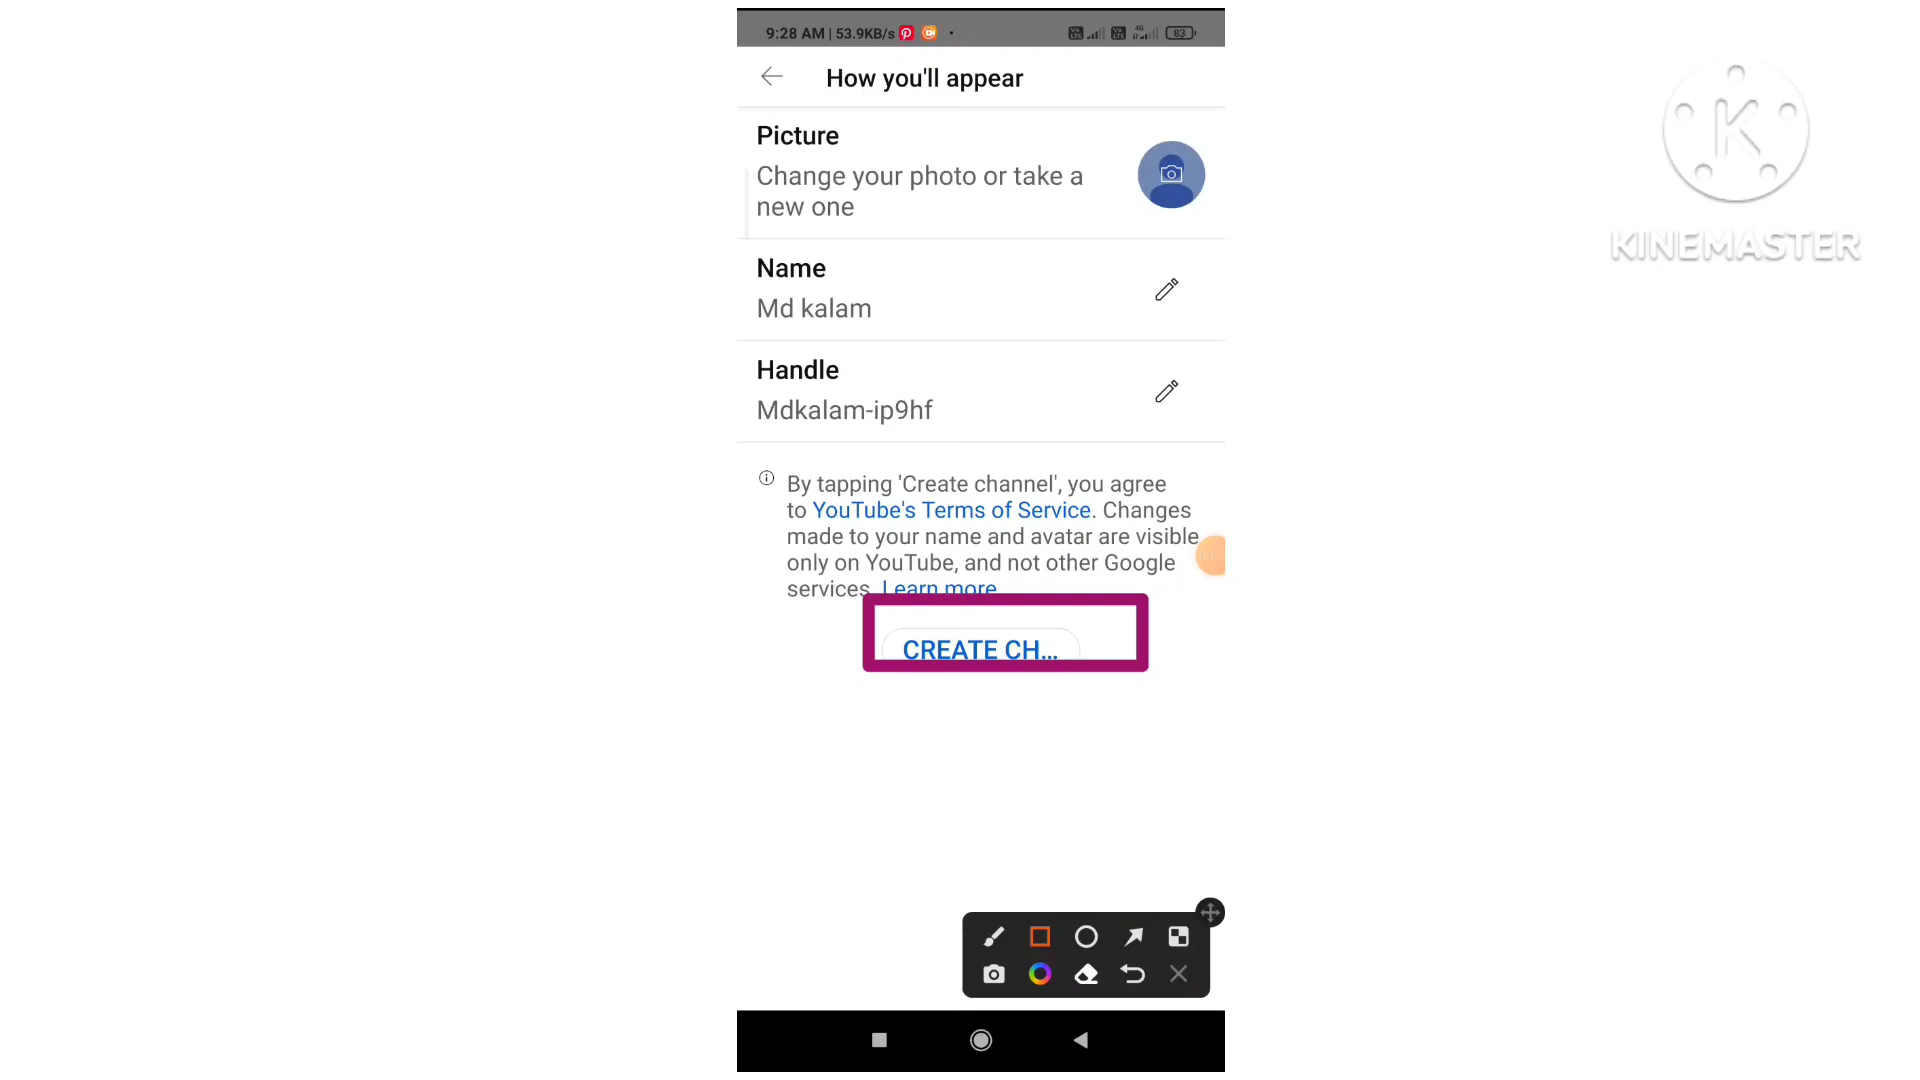 9:28 AM | 53.9KB/s
83
How you'll appear
Picture
Change your photo or take a
new one
Name
Md kalam
Handle
Mdkalam-ip9hf
By tapping 'Create channel', you agree
to YouTube's Terms of Service. Changes
made to your name and avatar are visible
only on YouTube, and not other Google
services. Learn more
CREATE CH...
K
KINEMASTER